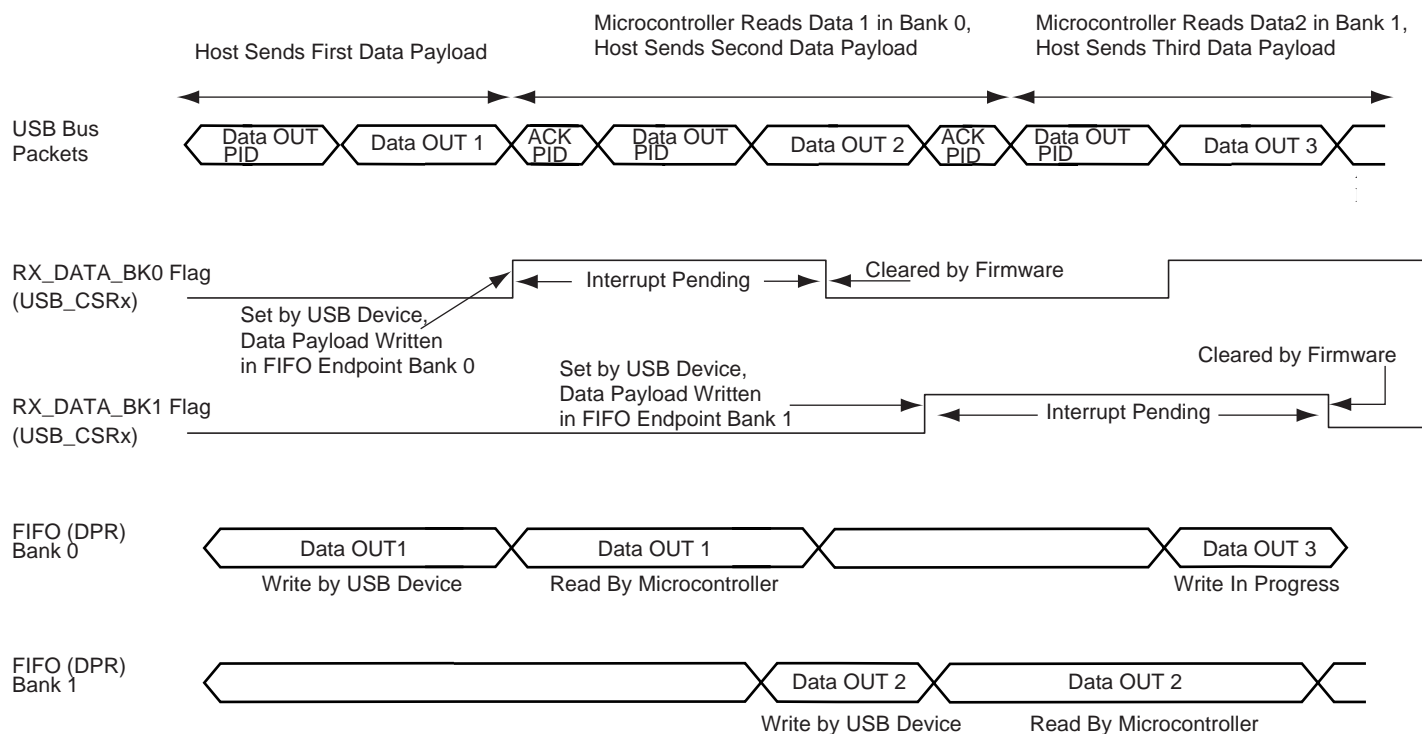 Microcontroller Reads Data 1 in Bank 0,
Host Sends Second Data Payload
Microcontroller Reads Data2 in Bank 1,
Host Sends Third Data Payload
Host Sends First Data Payload
USB Bus
Packets
Data OUT
PID
Data OUT 1
ACK
PID
Data OUT
PID
Data OUT 2
ACK
PID
Data OUT
PID
Data OUT 3
RX_DATA_BK0 Flag
(USB_CSRx)
Interrupt Pending
Cleared by Firmware
Set by USB Device,
Data Payload Written
in FIFO Endpoint Bank 0
Cleared by Firmware
Set by USB Device,
Data Payload Written
in FIFO Endpoint Bank 1
RX_DATA_BK1 Flag
(USB_CSRx)
Interrupt Pending
FIFO (DPR)
Bank 0
Data OUT1
Data OUT 1
Data OUT 3
Write by USB Device
Read By Microcontroller
Write In Progress
FIFO (DPR)
Bank 1
Data OUT 2
Data OUT 2
Write by USB Device
Read By Microcontroller